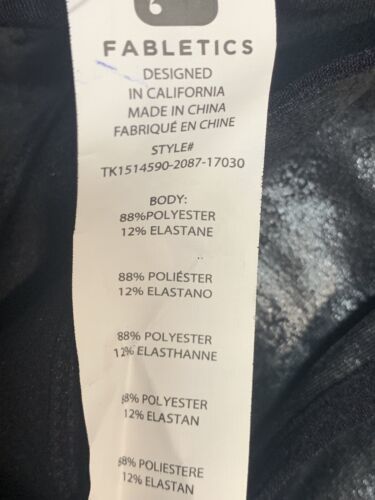 FABLETICS
DESIGNED
IN CALIFORNIA
MADE IN CHINA
FABRIQUÉ EN CHINE
STYLE#
TK1514590-2087-17030
BODY:
88%POLYESTER
12% ELASTANE
88% POLIÉSTER
12% ELASTANO
88% POLYESTER
12% ELASTHANNE
88% POLYESTER
12% ELASTAN
88% POLIESTERE
12% ELASTAN